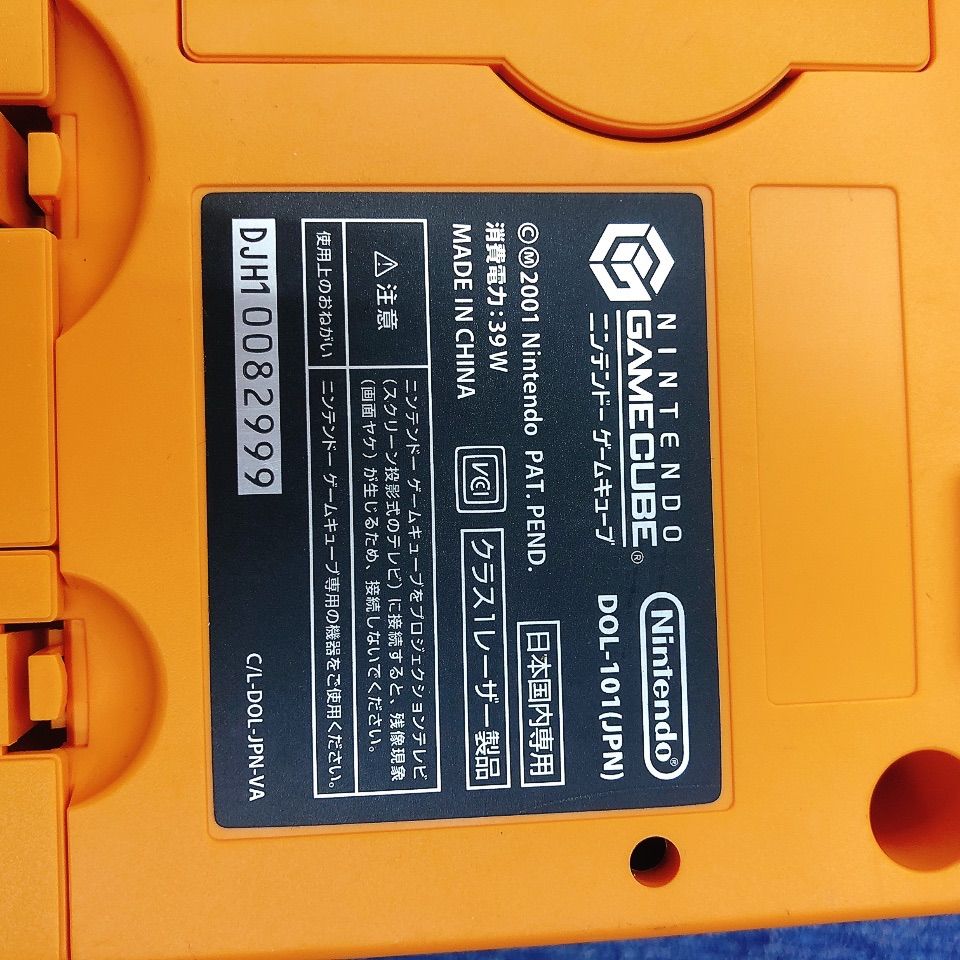 NINTENDO
GAMECUBE®
ニンテンドー ゲームキューブ
Nintendo®
DOL-101(JPN)
ⒸⓂ2001 Nintendo PAT. PEND.
日本国内専用
消費電力:39W
MADE IN CHINA
VCI
クラス1レーザー製品
⚠注意
ニンテンドー ゲームキューブをプロジェクションテレビ
(スクリーン投影式のテレビ)に接続すると、残像現象
(画面ヤケ)が生じるため、接続しないでください。
使用上のおねがい
ニンテンドー ゲームキューブ専用の機器をご使用ください。
DJH10082999
C/L-DOL-JPN-VA